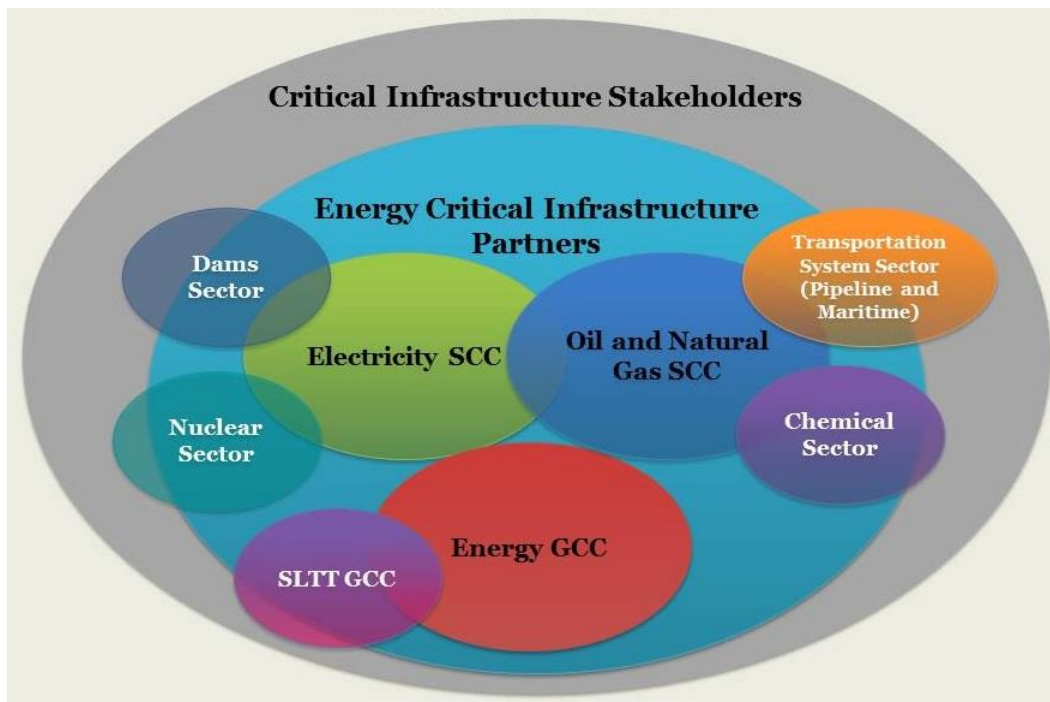 Critical Infrastructure Stakeholders
Energy Critical Infrastructure
Partners
Dams
Sector
Transportation
System Sector
(Pipeline and
Maritime)
Electricity SCC
Oil and Natural
Gas SCC
Nuclear
Sector
Chemical
Sector
Energy GCC
SLTT GCC